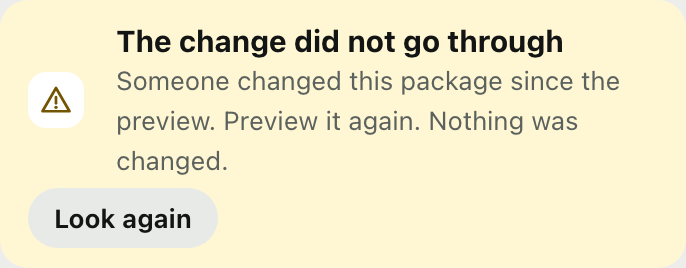 The change did not go through
Someone changed this package since the
preview. Preview it again. Nothing was
changed.
Look again